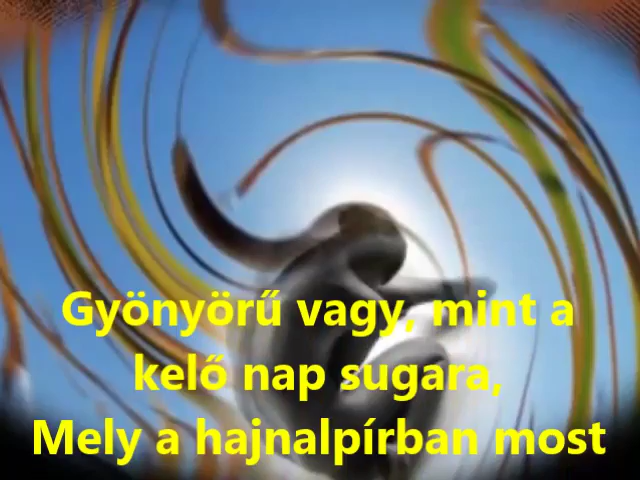 Gyönyörű vagy, mint a
kelő nap sugara,
Mely a hajnalpírban most